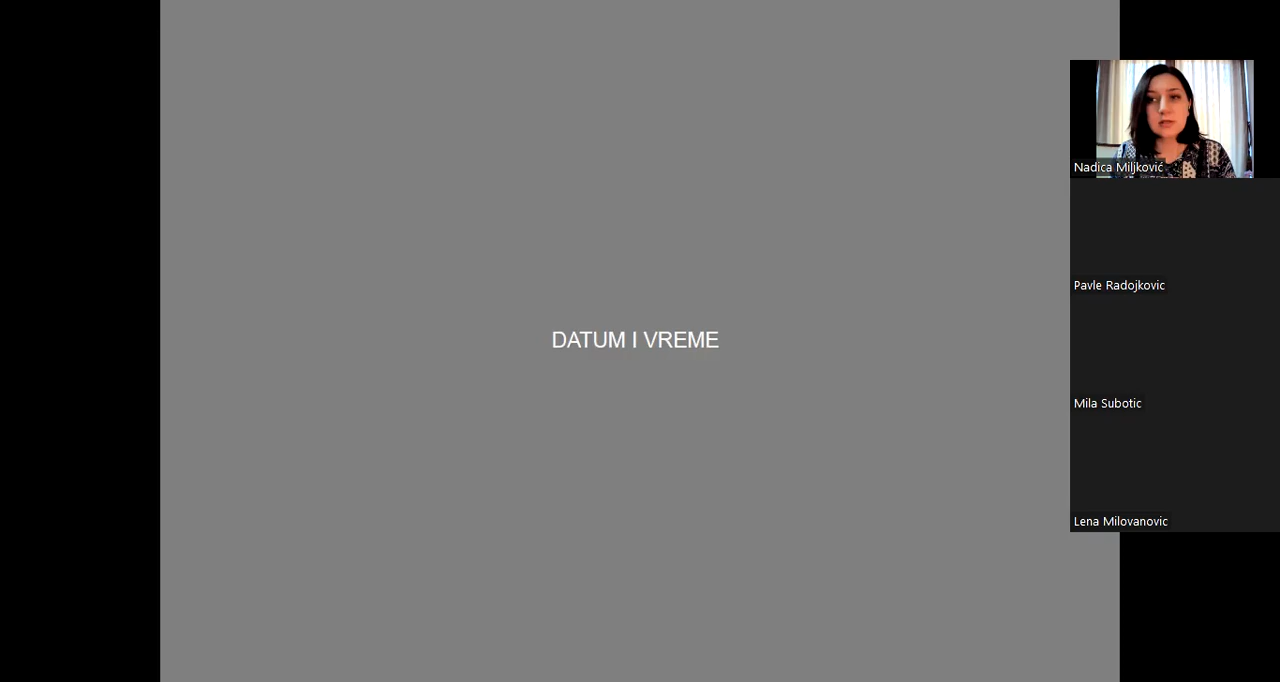 DATUM I VREME
Nadica Miljković
Pavle Radojkovic
Mila Subotic
Lena Milovanovic